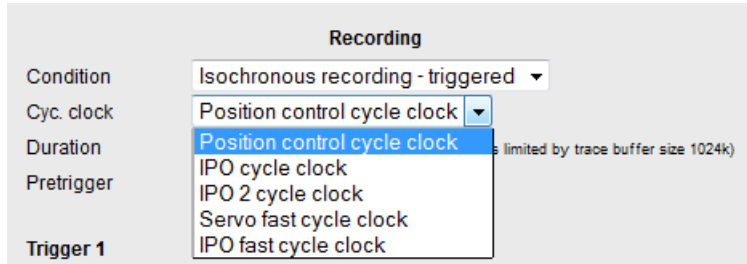 Recording
Condition Isochronous recording - triggered
Cyc. clock Position control cycle clock
Duration Position control cycle clock limited by trace buffer size 1024k)
IPO cycle clock
Pretrigger IPO 2 cycle clock
Servo fast cycle clock
Trigger 1 IPO fast cycle clock